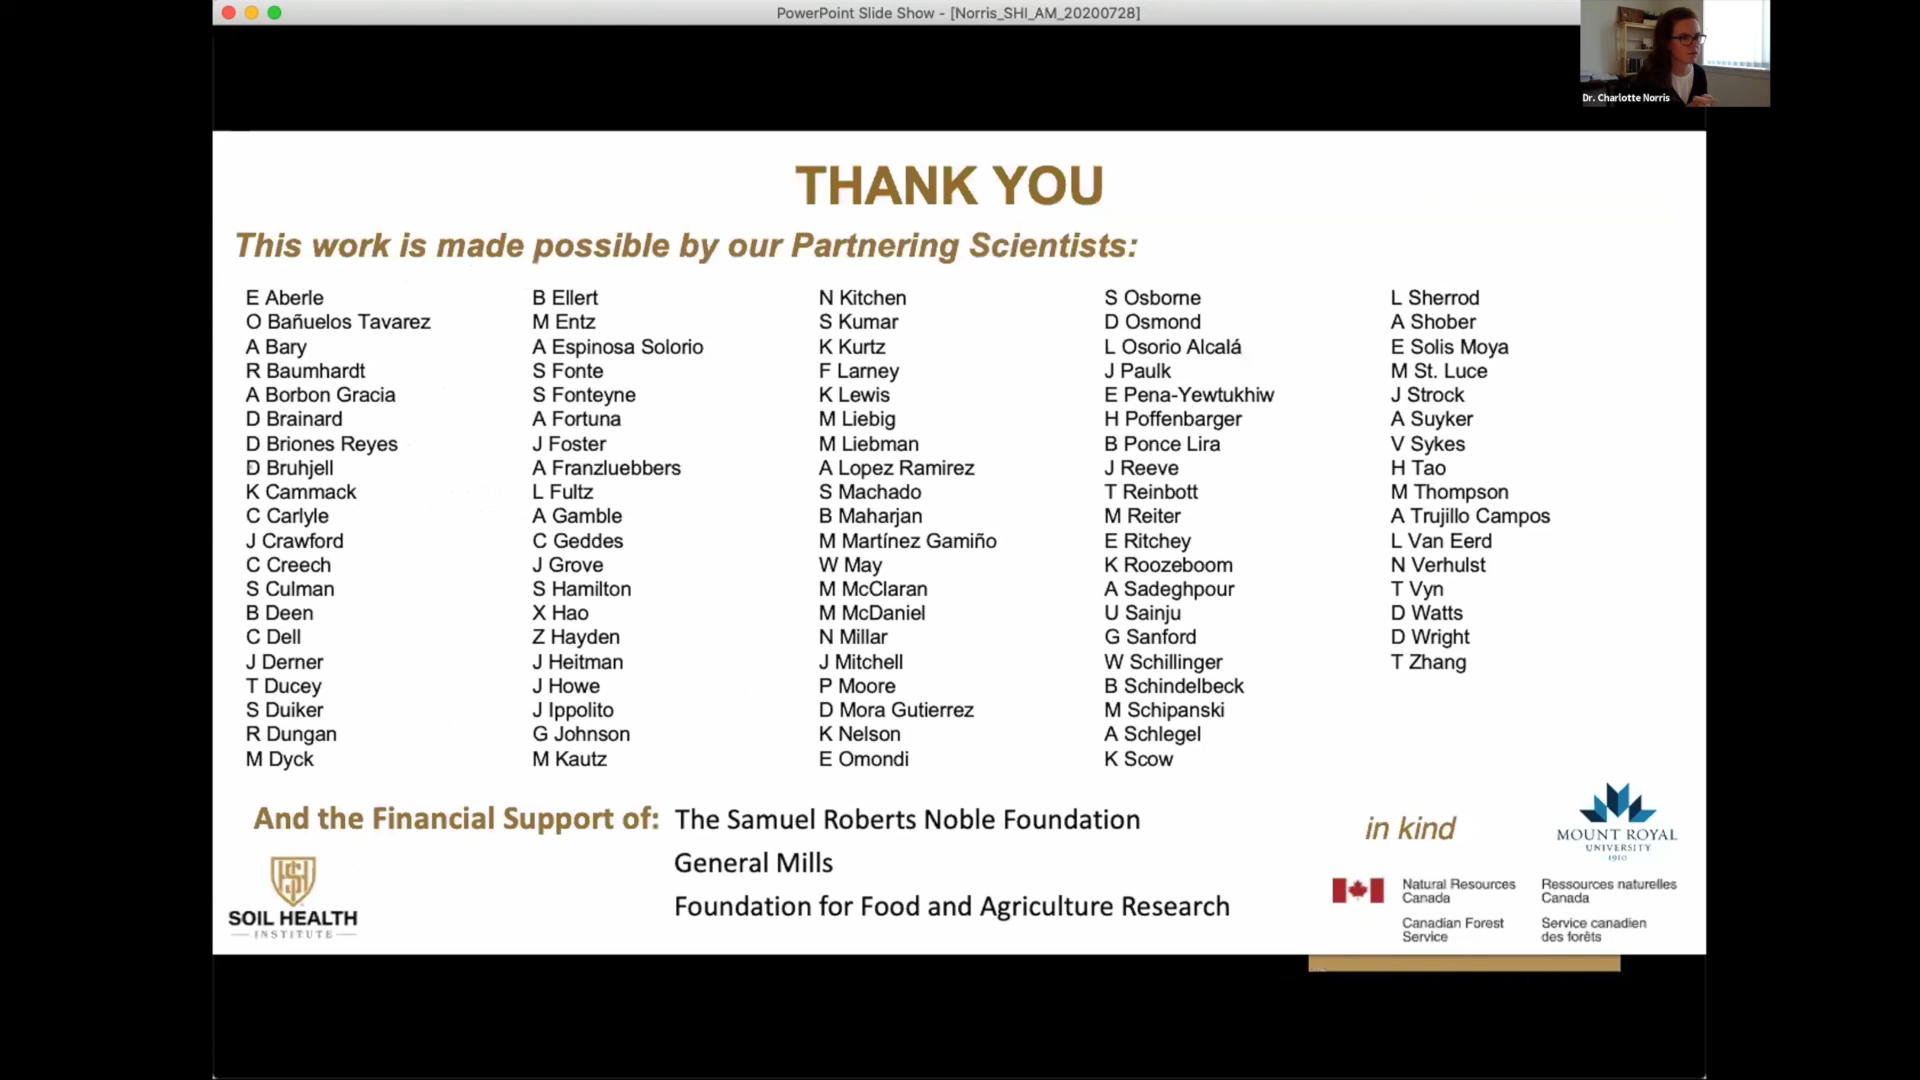 PowerPoint Slide Show - [Norris_SHI_AM_20200728]
Dr. Charlotte Norris
THANK YOU
This work is made possible by our Partnering Scientists:
E Aberle
O Bañuelos Tavarez
A Bary
R Baumhardt
A Borbon Gracia
D Brainard
D Briones Reyes
D Bruhjell
K Cammack
C Carlyle
J Crawford
C Creech
S Culman
B Deen
C Dell
J Derner
T Ducey
S Duiker
R Dungan
M Dyck
B Ellert
M Entz
A Espinosa Solorio
S Fonte
S Fonteyne
A Fortuna
J Foster
A Franzluebbers
L Fultz
A Gamble
C Geddes
J Grove
S Hamilton
X Hao
Z Hayden
J Heitman
J Howe
J Ippolito
G Johnson
M Kautz
N Kitchen
S Kumar
K Kurtz
F Larney
K Lewis
M Liebig
M Liebman
A Lopez Ramirez
S Machado
B Maharjan
M Martínez Gamiño
W May
M McClaran
M McDaniel
N Millar
J Mitchell
P Moore
D Mora Gutierrez
K Nelson
E Omondi
S Osborne
D Osmond
L Osorio Alcalá
J Paulk
E Pena-Yewtukhiw
H Poffenbarger
B Ponce Lira
J Reeve
T Reinbott
M Reiter
E Ritchey
K Roozeboom
A Sadeghpour
U Sainju
G Sanford
W Schillinger
B Schindelbeck
M Schipanski
A Schlegel
K Scow
L Sherrod
A Shober
E Solis Moya
M St. Luce
J Strock
A Suyker
V Sykes
H Tao
M Thompson
A Trujillo Campos
L Van Eerd
N Verhulst
T Vyn
D Watts
D Wright
T Zhang
And the Financial Support of: The Samuel Roberts Noble Foundation
General Mills
Foundation for Food and Agriculture Research
SHI
SOIL HEALTH
INSTITUTE
in kind
MOUNT ROYAL
UNIVERSITY
1910
Natural Resources
Canada
Canadian Forest
Service
Ressources naturelles
Canada
Service canadien
des forêts